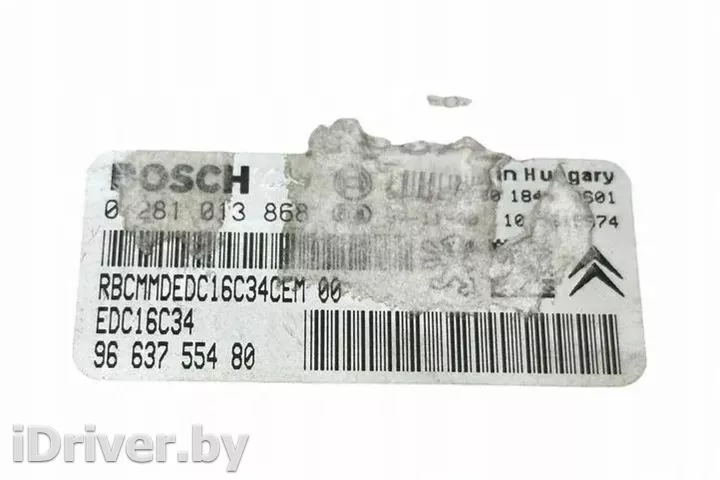 BOSCH in Hungary
0 281 013 868
RBCMMDEDC16C34CEM 00
EDC16C34
96 637 554 80
iDriver.by